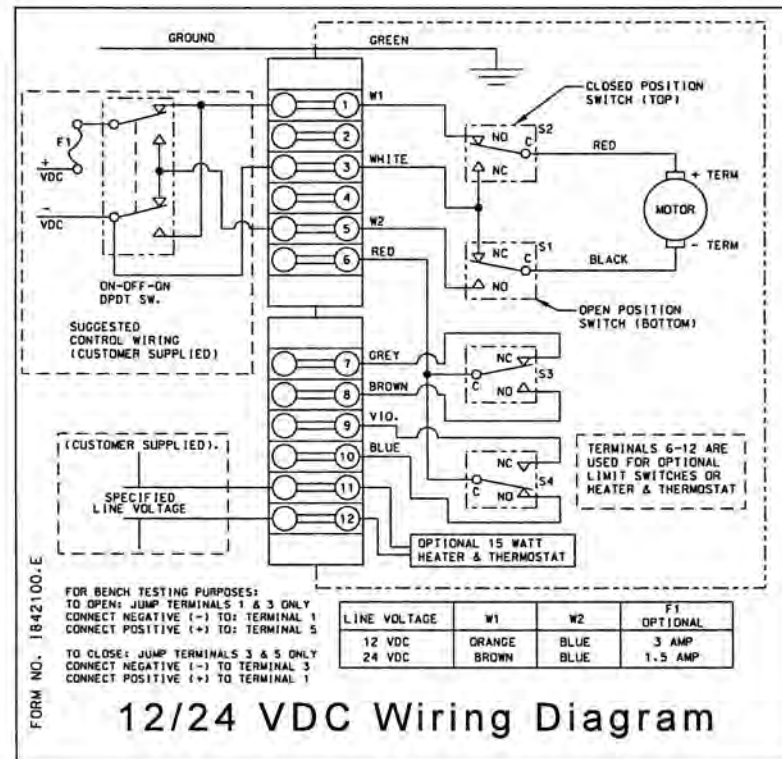 GROUND
GREEN
CLOSED POSITION
SWITCH (TOP)
W1
1
2
WHITE
3
4
W2
5
RED
6
F1
+
VDC
-
VDC
NO
S2
C
NC
RED
+ TERM
MOTOR
- TERM
NC
S1
C
NO
BLACK
ON-OFF-ON
DPDT SW.
SUGGESTED
CONTROL WIRING
(CUSTOMER SUPPLIED)
OPEN POSITION
SWITCH (BOTTOM)
GREY
7
BROWN
8
VIO.
9
BLUE
10
11
12
NC
S3
C
NO
NC
S4
C
NO
TERMINALS 6-12 ARE
USED FOR OPTIONAL
LIMIT SWITCHES OR
HEATER & THERMOSTAT
(CUSTOMER SUPPLIED).
SPECIFIED
LINE VOLTAGE
OPTIONAL 15 WATT
HEATER & THERMOSTAT
FOR BENCH TESTING PURPOSES:
TO OPEN: JUMP TERMINALS 1 & 3 ONLY
CONNECT NEGATIVE (-) TO: TERMINAL 1
CONNECT POSITIVE (+) TO: TERMINAL 5
TO CLOSE: JUMP TERMINALS 3 & 5 ONLY
CONNECT NEGATIVE (-) TO TERMINAL 3
CONNECT POSITIVE (+) TO TERMINAL 1
LINE VOLTAGE W1 W2 F1 OPTIONAL
12 VDC ORANGE BLUE 3 AMP
24 VDC BROWN BLUE 1.5 AMP
FORM NO. 1842100.E
12/24 VDC Wiring Diagram